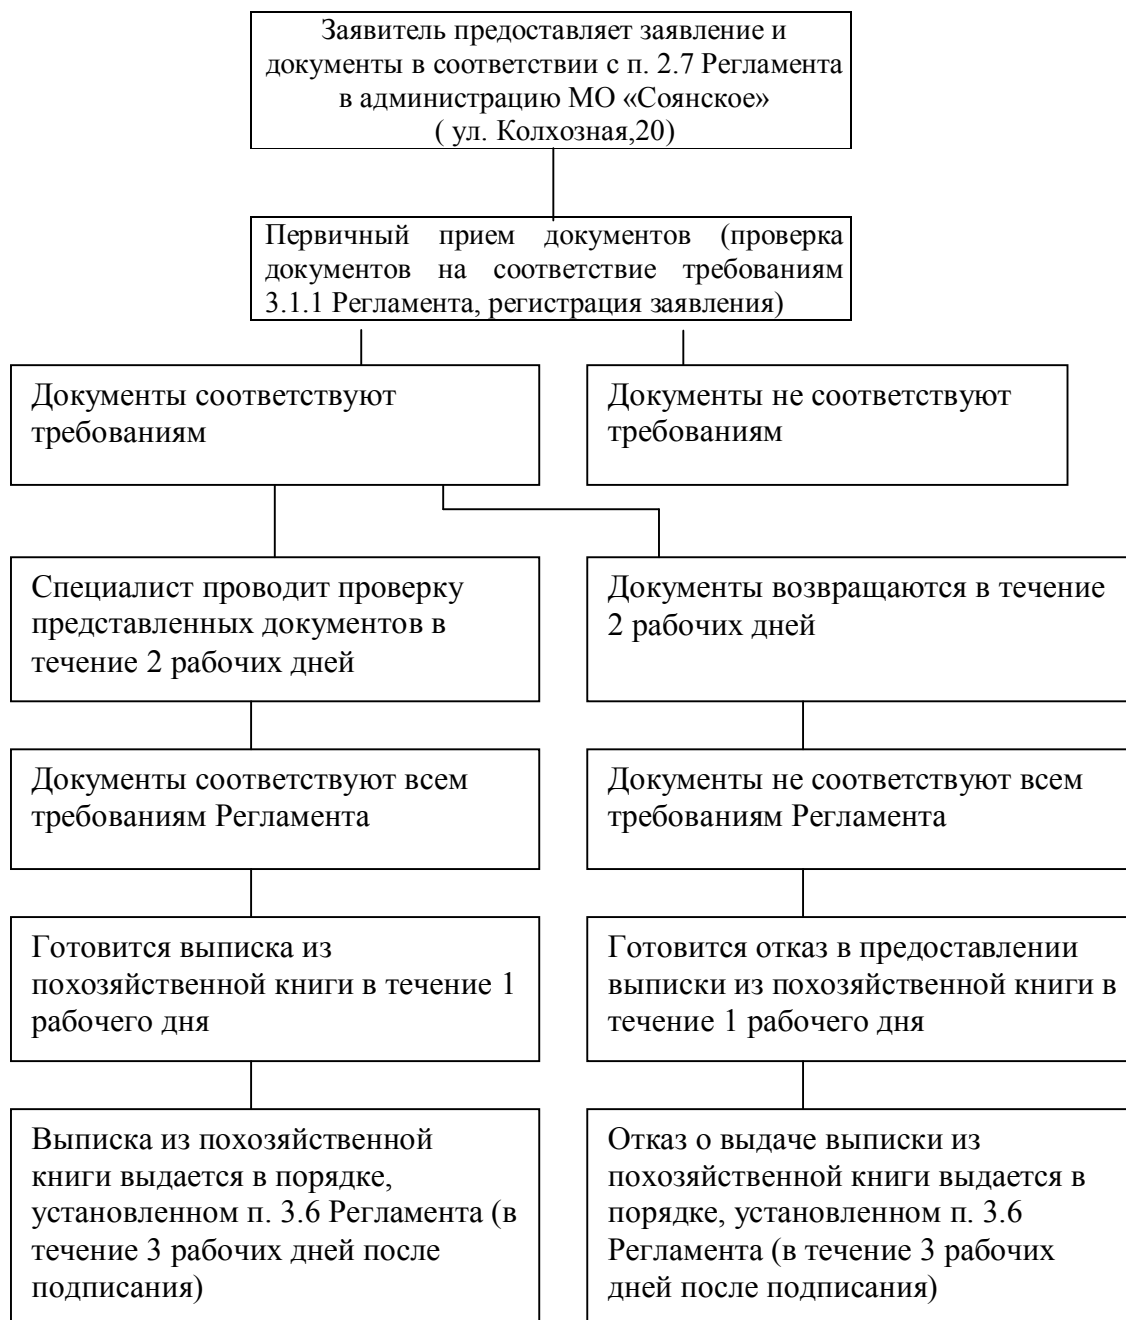 Заявитель предоставляет заявление и
документы в соответствии с п. 2.7 Регламента
в администрацию МО «Соянское»
( ул. Колхозная,20)
Первичный прием документов (проверка
документов на соответствие требованиям
3.1.1 Регламента, регистрация заявления)
Документы соответствуют
требованиям
Документы не соответствуют
требованиям
Специалист проводит проверку
представленных документов в
течение 2 рабочих дней
Документы возвращаются в течение
2 рабочих дней
Документы соответствуют всем
требованиям Регламента
Документы не соответствуют всем
требованиям Регламента
Готовится выписка из
похозяйственной книги в течение 1
рабочего дня
Готовится отказ в предоставлении
выписки из похозяйственной книги в
течение 1 рабочего дня
Выписка из похозяйственной
книги выдается в порядке,
установленном п. 3.6 Регламента (в
течение 3 рабочих дней после
подписания)
Отказ о выдаче выписки из
похозяйственной книги выдается в
порядке, установленном п. 3.6
Регламента (в течение 3 рабочих
дней после подписания)